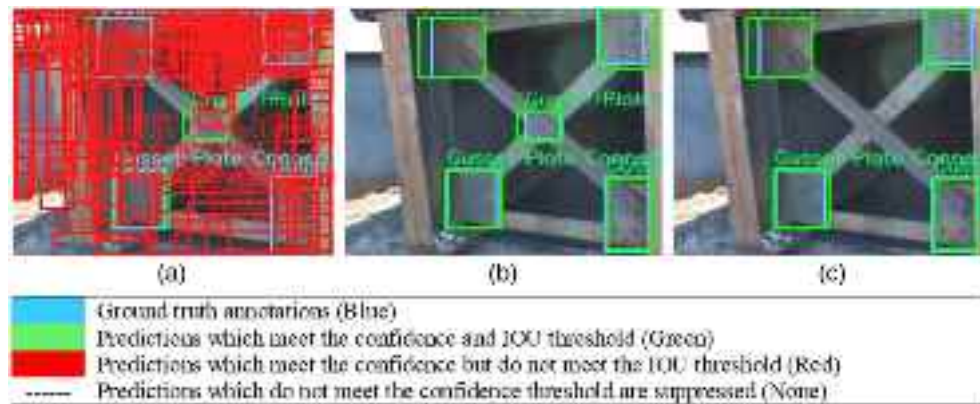 Gusset Plate Connec
Gusset Plate Connec
(a)
(b)
(c)
Ground truth annotations (Blue)
Predictions which meet the confidence and IOU threshold (Green)
Predictions which meet the confidence but do not meet the IOU threshold (Red)
Predictions which do not meet the confidence threshold are suppressed (None)